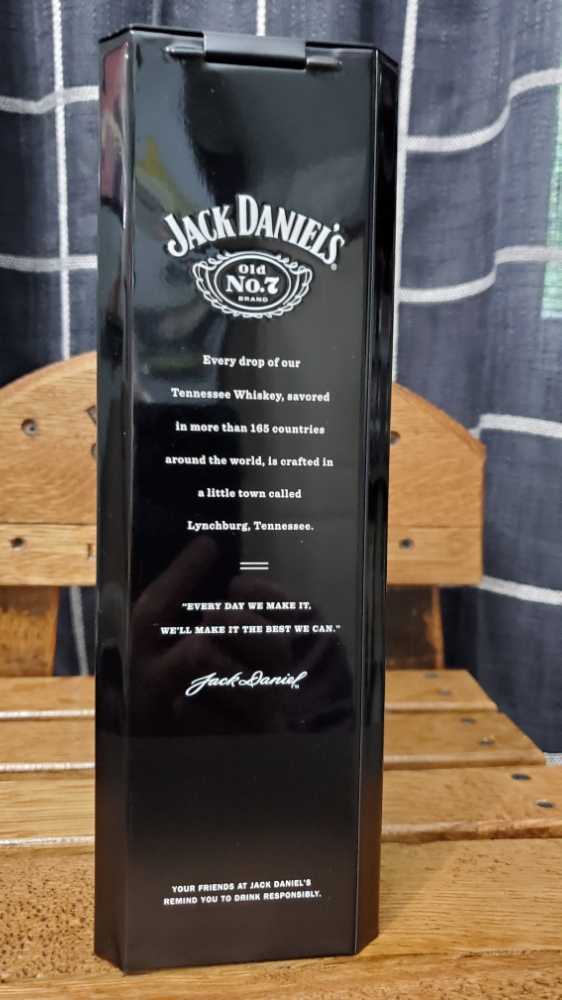 JACK DANIEL'S
Old
No.7
BRAND
Every drop of our
Tennessee Whiskey, savored
in more than 165 countries
around the world, is crafted in
a little town called
Lynchburg, Tennessee.
"EVERY DAY WE MAKE IT,
WE'LL MAKE IT THE BEST WE CAN."
Jack Daniel™
YOUR FRIENDS AT JACK DANIEL'S
REMIND YOU TO DRINK RESPONSIBLY.